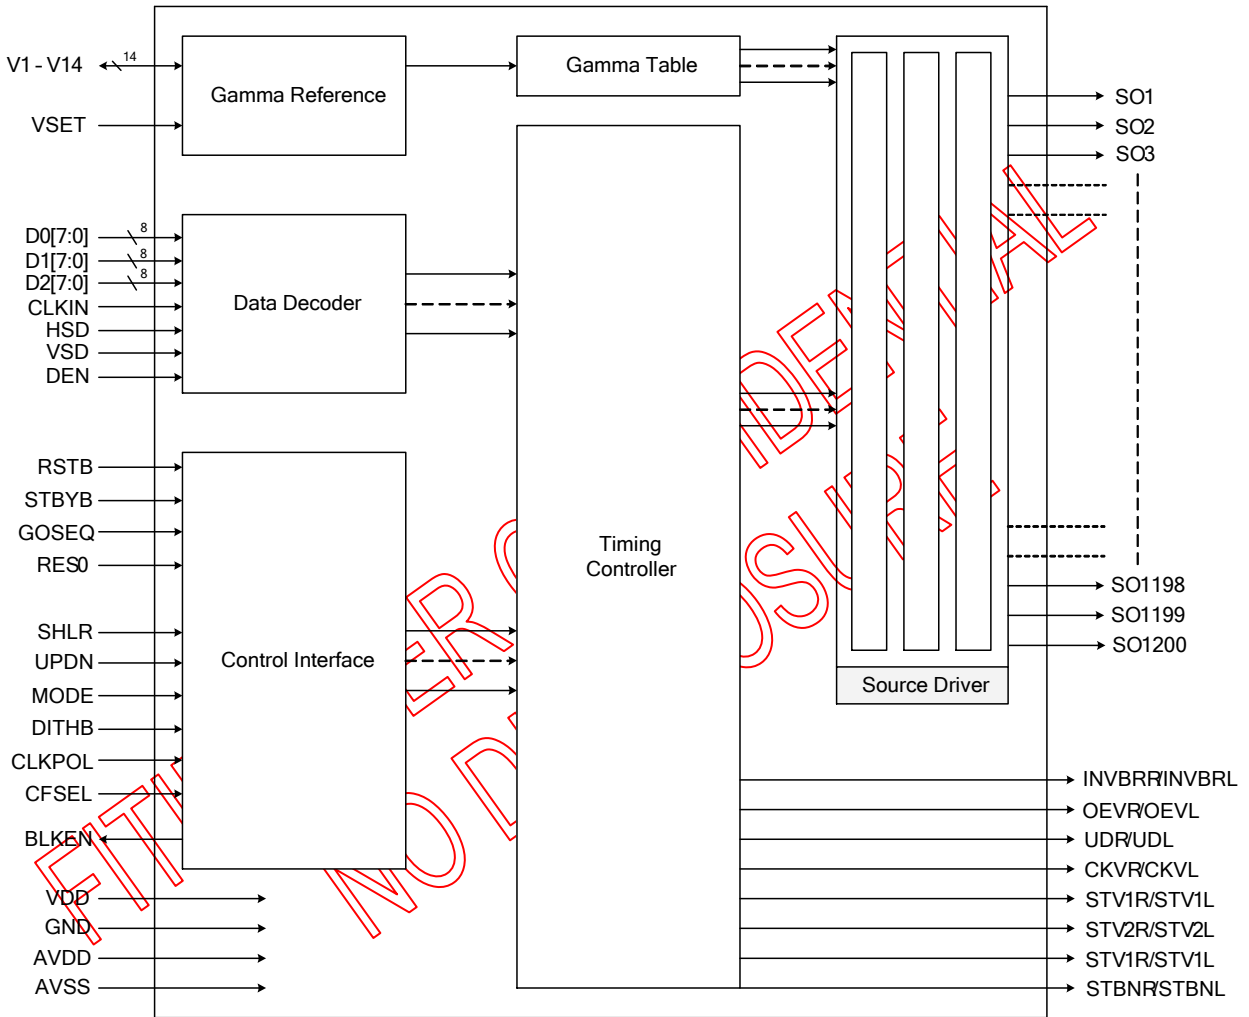 V1 - V14
14
VSET
Gamma Reference
Gamma Table
SO1
SO2
SO3
D0[7:0]
8
D1[7:0]
8
D2[7:0]
8
CLKIN
HSD
VSD
DEN
Data Decoder
RSTB
STBYB
GOSEQ
RES0
SHLR
UPDN
MODE
DITHB
CLKPOL
CFSEL
BLKEN
Control Interface
Timing
Controller
SO1198
SO1199
SO1200
Source Driver
VDD
GND
AVDD
AVSS
INVBRR/INVBRL
OEVR/OEVL
UDR/UDL
CKVR/CKVL
STV1R/STV1L
STV2R/STV2L
STV1R/STV1L
STBNR/STBNL